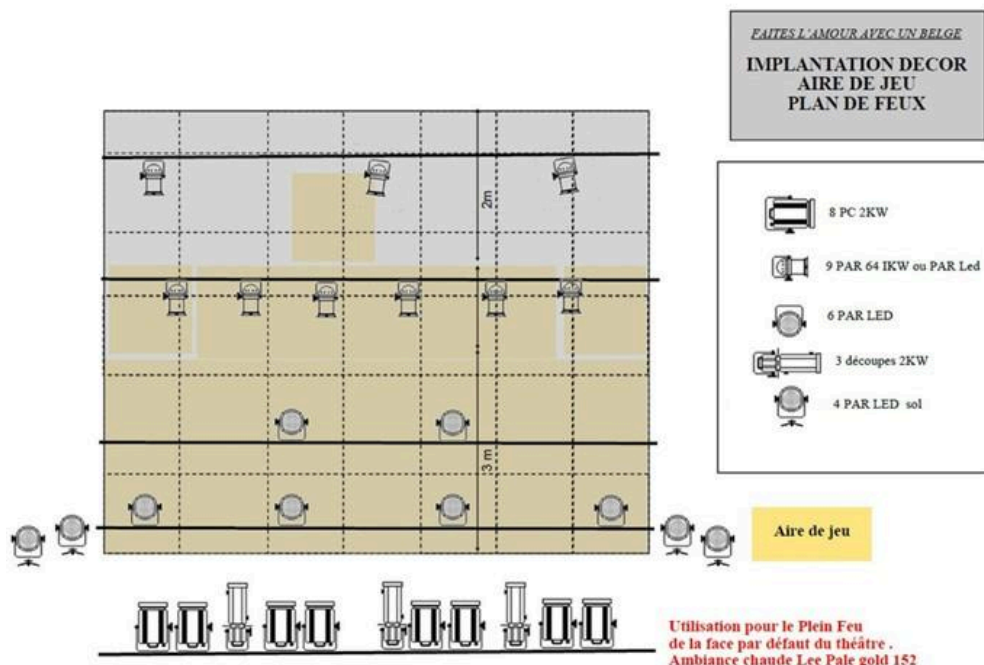 FAITES L'AMOUR AVEC UN BELGE
IMPLANTATION DECOR
AIRE DE JEU
PLAN DE FEUX
2m
3 m
8 PC 2KW
9 PAR 64 IKW ou PAR Led
6 PAR LED
3 découpes 2KW
4 PAR LED sol
Aire de jeu
Utilisation pour le Plein Feu
de la face par défaut du théâtre .
Ambiance chaude Lee Pale gold 152